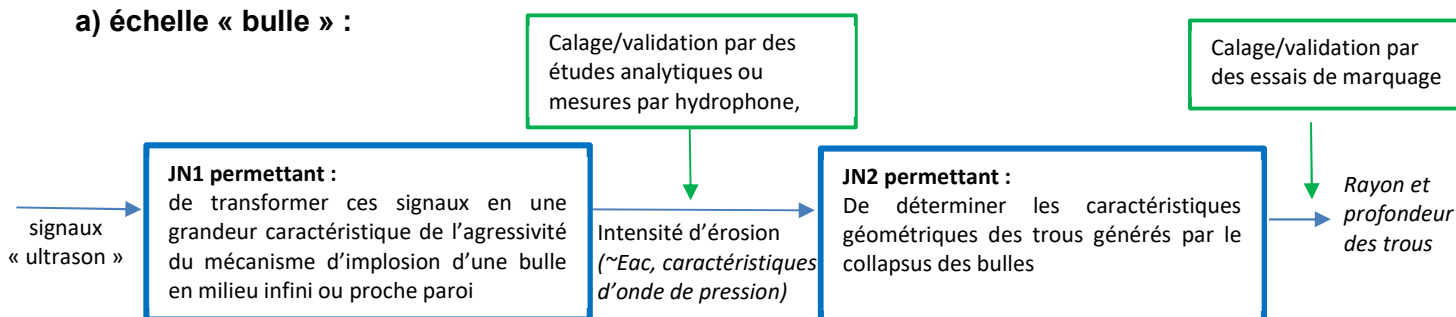 a) échelle « bulle » :
Calage/validation par des
études analytiques ou
mesures par hydrophone,
Calage/validation par
des essais de marquage
signaux
« ultrason »
JN1 permettant :
de transformer ces signaux en une
grandeur caractéristique de l’agressivité
du mécanisme d’implosion d’une bulle
en milieu infini ou proche paroi
Intensité d’érosion
(~Eac, caractéristiques
d’onde de pression)
JN2 permettant :
De déterminer les caractéristiques
géométriques des trous générés par le
collapsus des bulles
Rayon et
profondeur
des trous